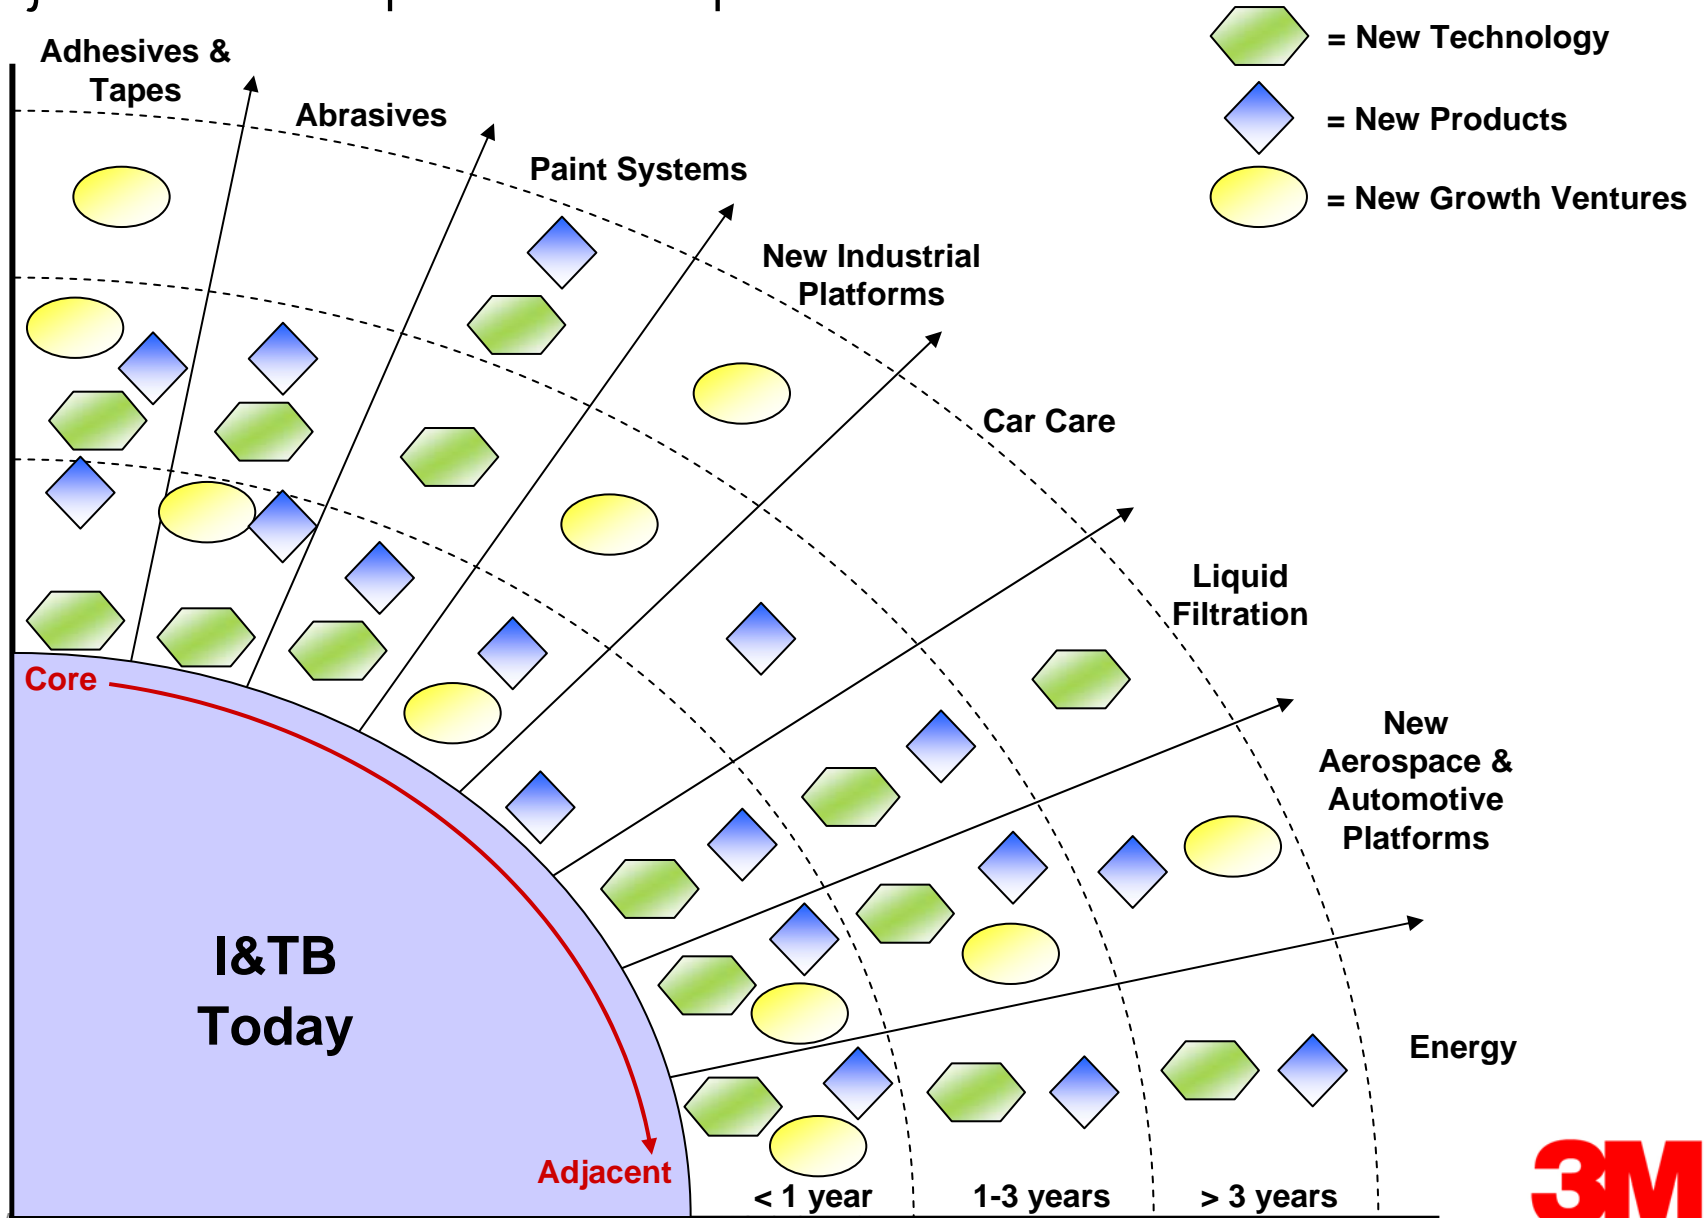 = New Technology
= New Products
= New Growth Ventures
Adhesives &
Tapes
Abrasives
Paint Systems
New Industrial
Platforms
Car Care
Liquid
Filtration
New
Aerospace &
Automotive
Platforms
Energy
Core
I&TB
Today
Adjacent
< 1 year
1-3 years
> 3 years
3M